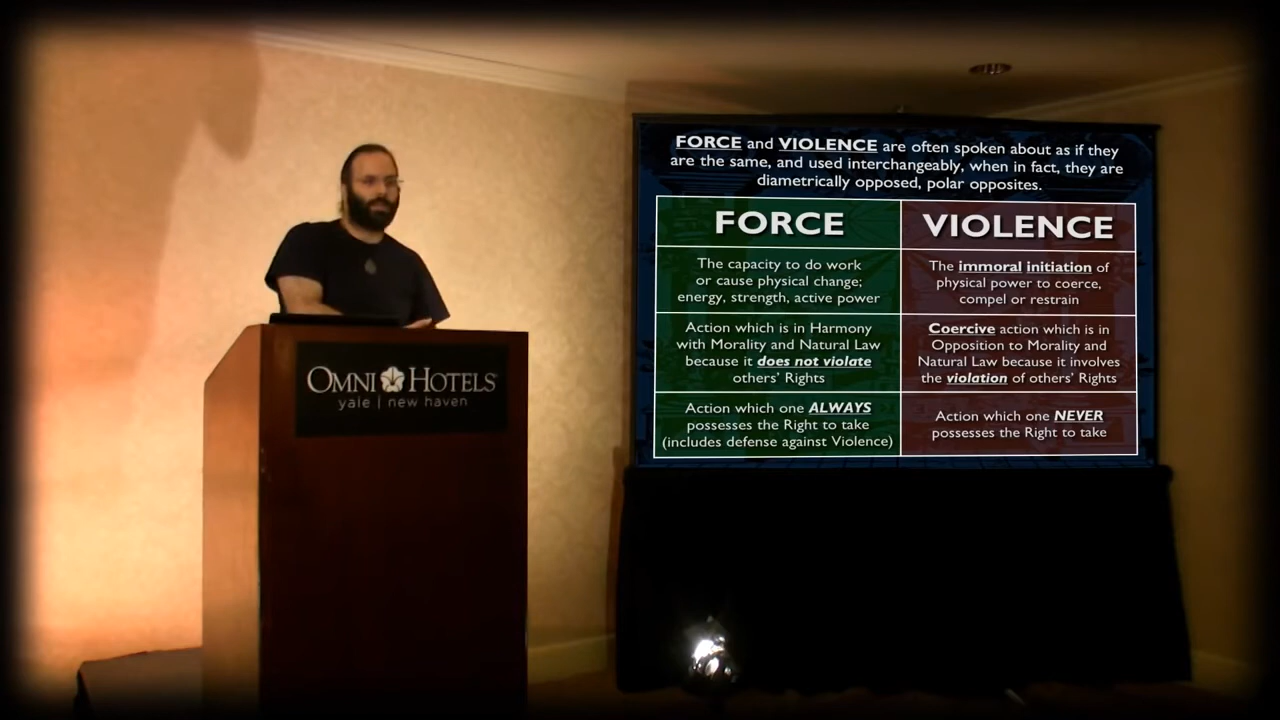 FORCE and VIOLENCE are often spoken about as if they
are the same, and used interchangeably, when in fact, they are
diametrically opposed, polar opposites.
FORCE
VIOLENCE
The capacity to do work
or cause physical change;
energy, strength, active power
The immoral initiation of
physical power to coerce,
compel or restrain
Action which is in Harmony
with Morality and Natural Law
because it does not violate
others' Rights
Coercive action which is in
Opposition to Morality and
Natural Law because it involves
the violation of others' Rights
Action which one ALWAYS
possesses the Right to take
(includes defense against Violence)
Action which one NEVER
possesses the Right to take
OMNI HOTELS
yale | new haven